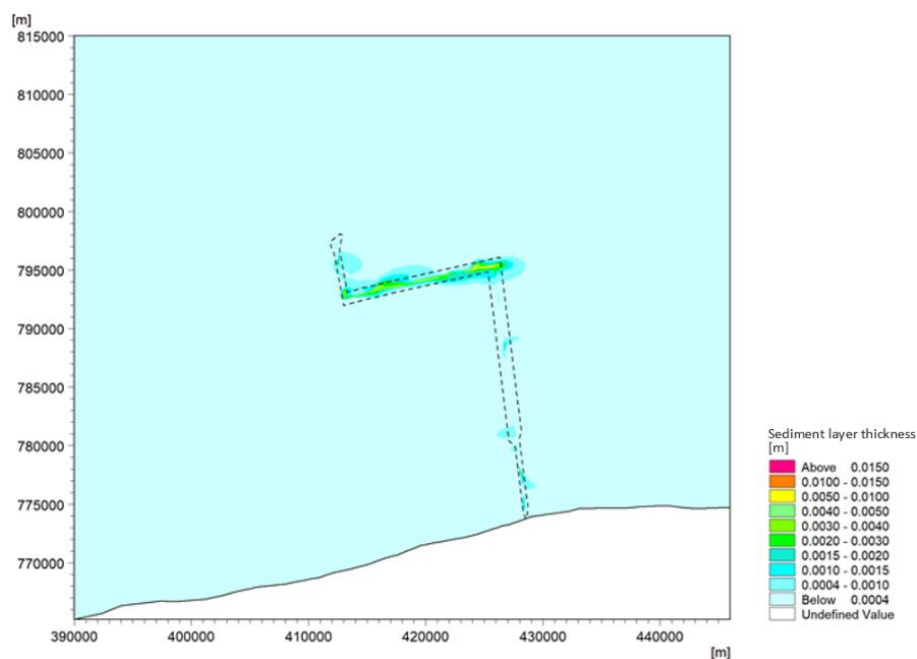 [m]
815000
810000
805000
800000
795000
790000
785000
780000
775000
770000
390000 400000 410000 420000 430000 440000
[m]
Sediment layer thickness
[m]
Above 0.0150
0.0100 - 0.0150
0.0050 - 0.0100
0.0040 - 0.0050
0.0030 - 0.0040
0.0020 - 0.0030
0.0015 - 0.0020
0.0010 - 0.0015
0.0004 - 0.0010
Below 0.0004
Undefined Value